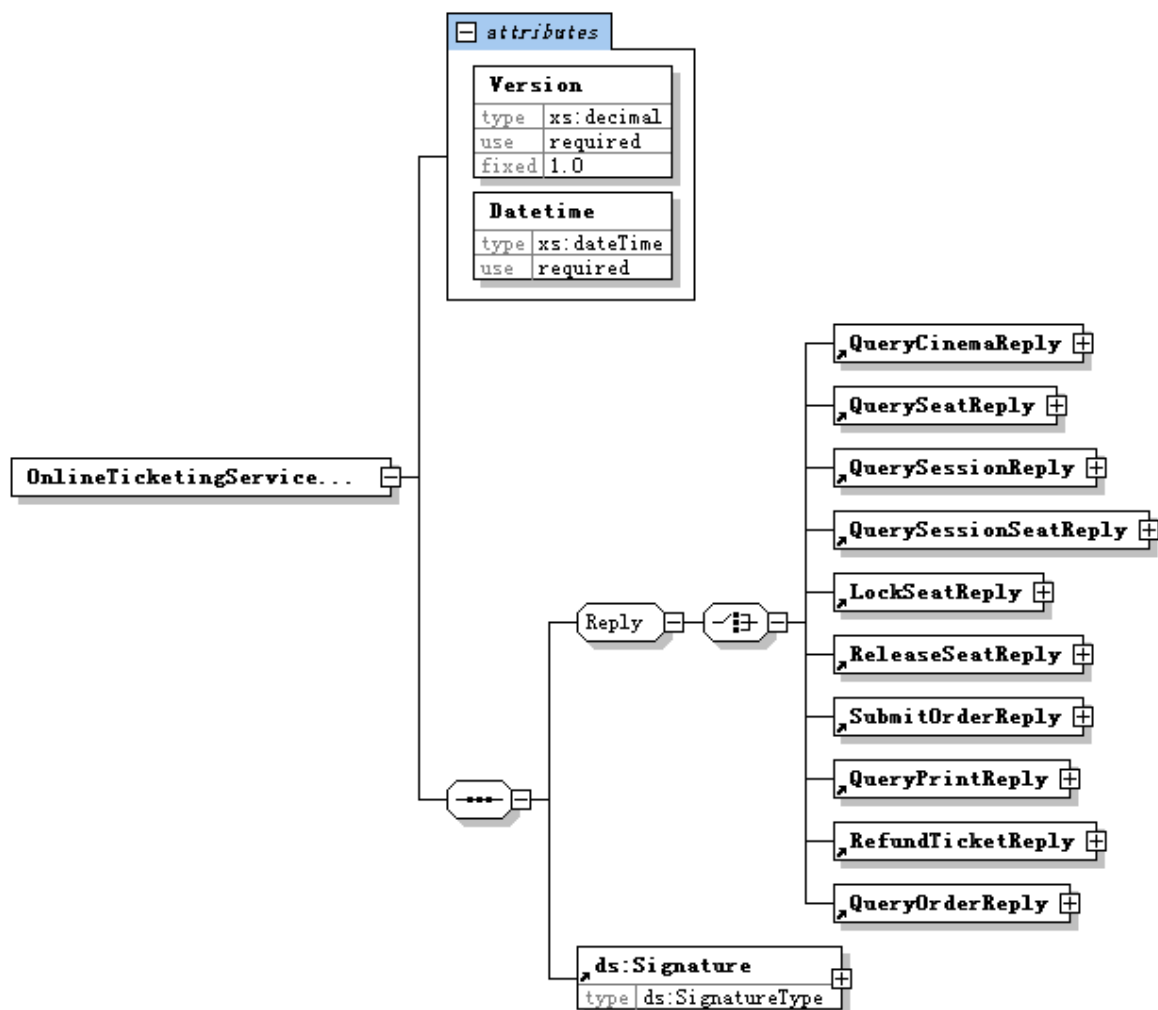 attributes
Version
type xs:decimal
use required
fixed 1.0
Datetime
type xs:dateTime
use required
OnlineTicketingService...
Reply
QueryCinemaReply
QuerySeatReply
QuerySessionReply
QuerySessionSeatReply
LockSeatReply
ReleaseSeatReply
SubmitOrderReply
QueryPrintReply
RefundTicketReply
QueryOrderReply
ds:Signature
type ds:SignatureType